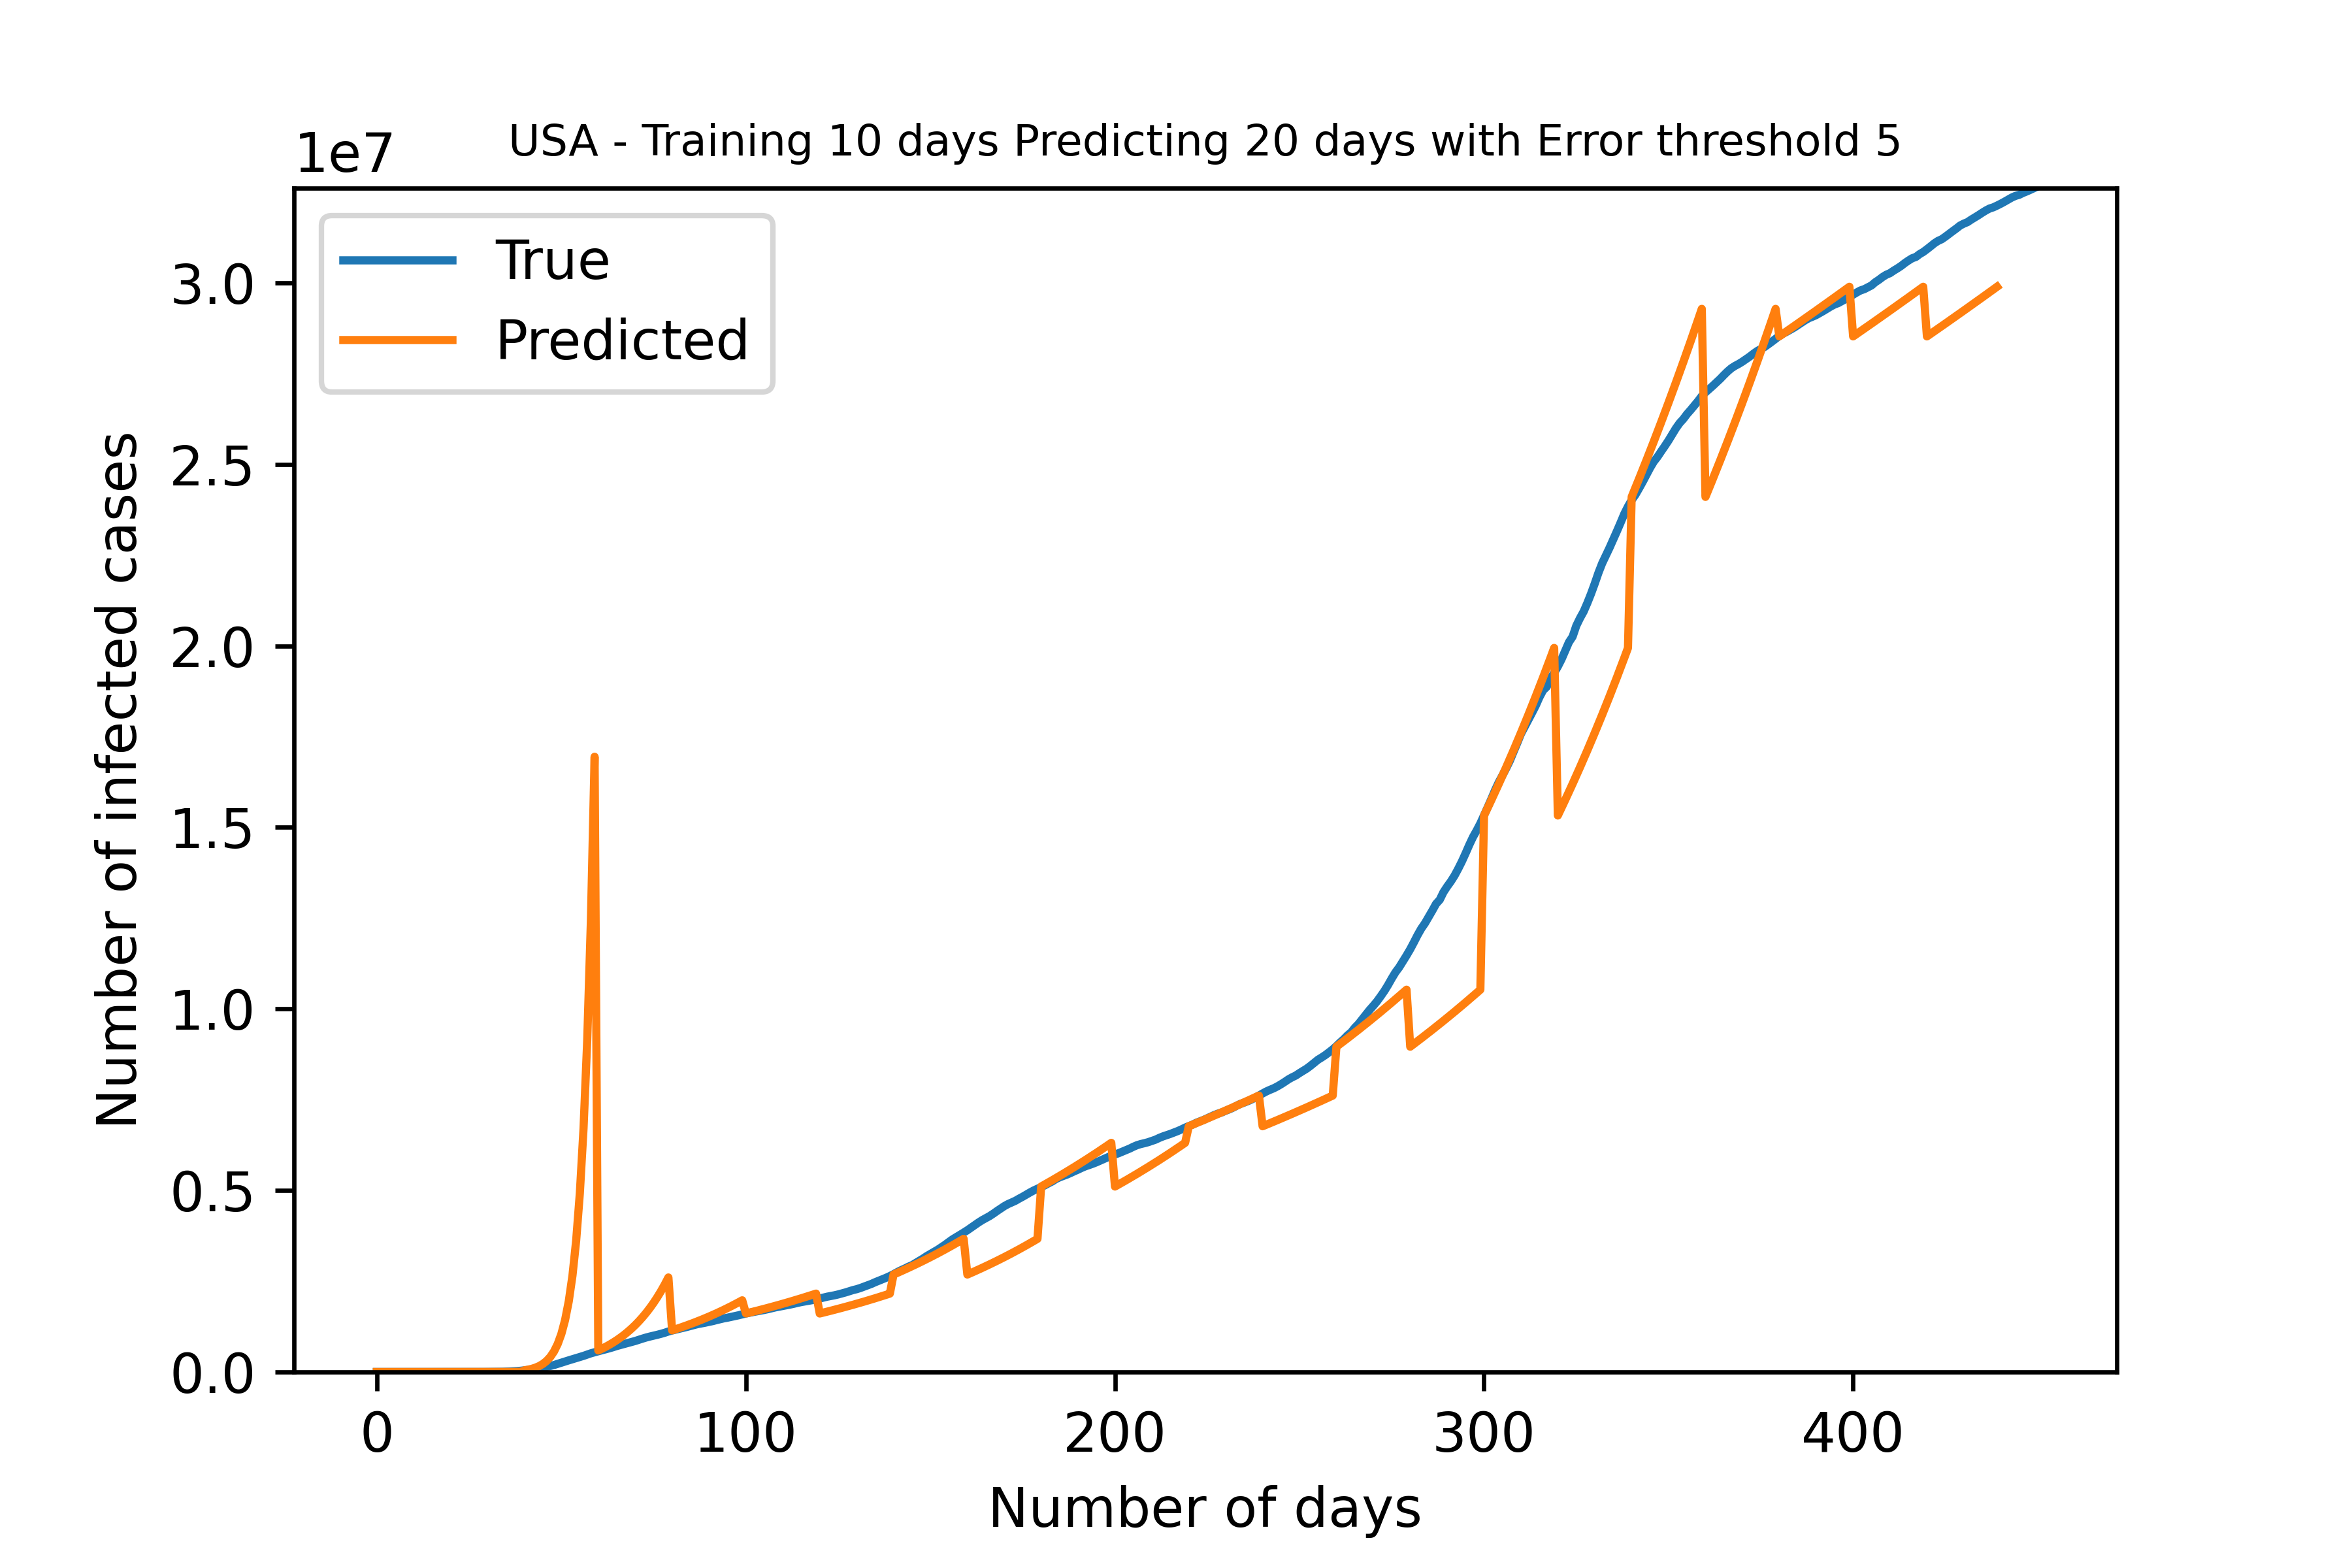 USA - Training 10 days Predicting 20 days with Error threshold 5
1e7
True
Predicted
3.0
2.5
2.0
1.5
1.0
0.5
0.0
Number of infected cases
0 100 200 300 400
Number of days